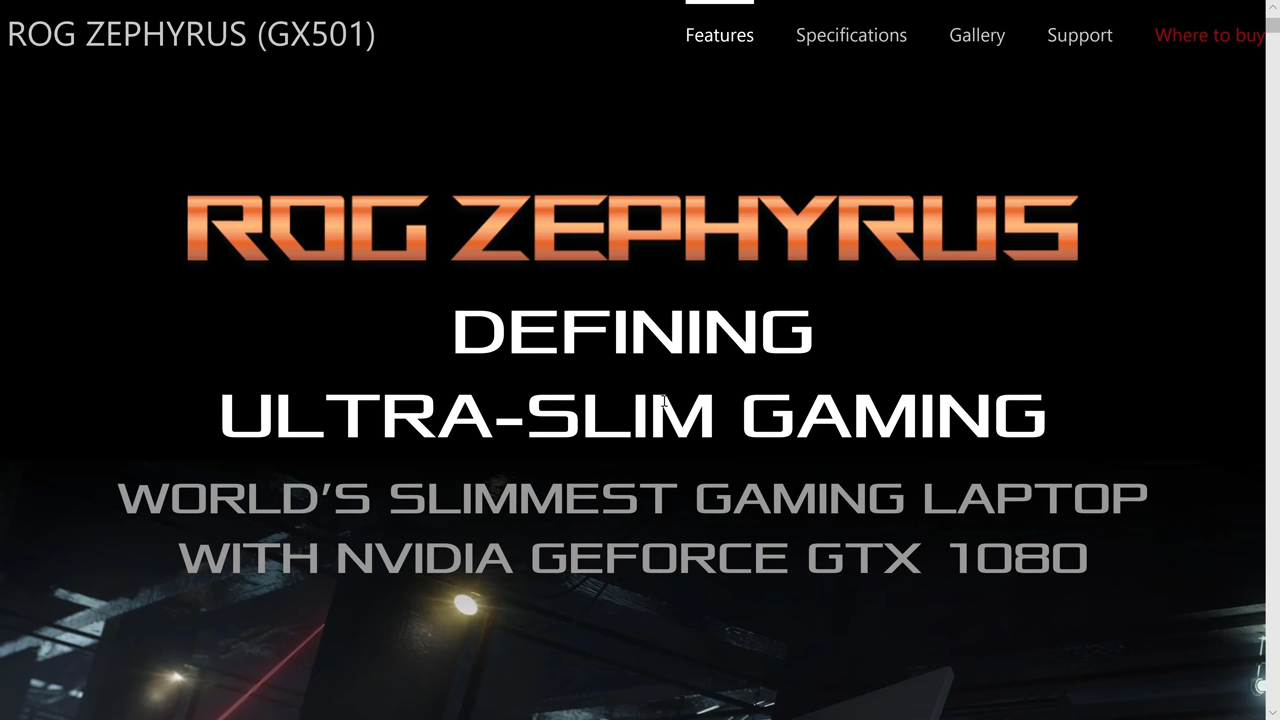 ROG ZEPHYRUS (GX501)
Features
Specifications
Gallery
Support
Where to buy
ROG ZEPHYRUS
DEFINING
ULTRA-SLIM GAMING
WORLD'S SLIMMEST GAMING LAPTOP
WITH NVIDIA GEFORCE GTX 1080